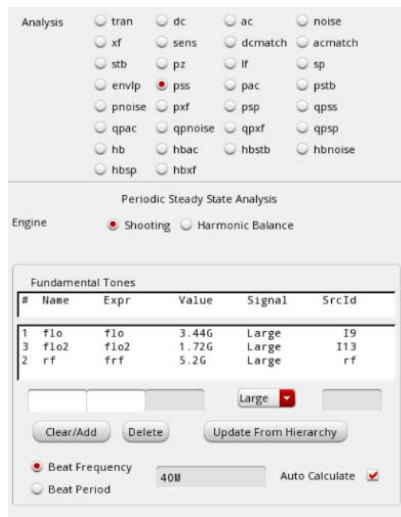 Analysis tran dc ac noise
xf sens dcmatch acmatch
stb pz lf sp
envlp pss pac pstb
pnoise pxf psp qpss
qpac qpnoise qpxf qpsp
hb hbac hbstb hbnoise
hbsp hbxf
Periodic Steady State Analysis
Engine Shooting Harmonic Balance
Fundamental Tones
# Name Expr Value Signal SrcId
1 flo flo 3.44G Large I9
3 flo2 flo2 1.72G Large I13
2 rf frf 5.2G Large rf
Large
Clear/Add Delete Update From Hierarchy
Beat Frequency 40M Auto Calculate
Beat Period